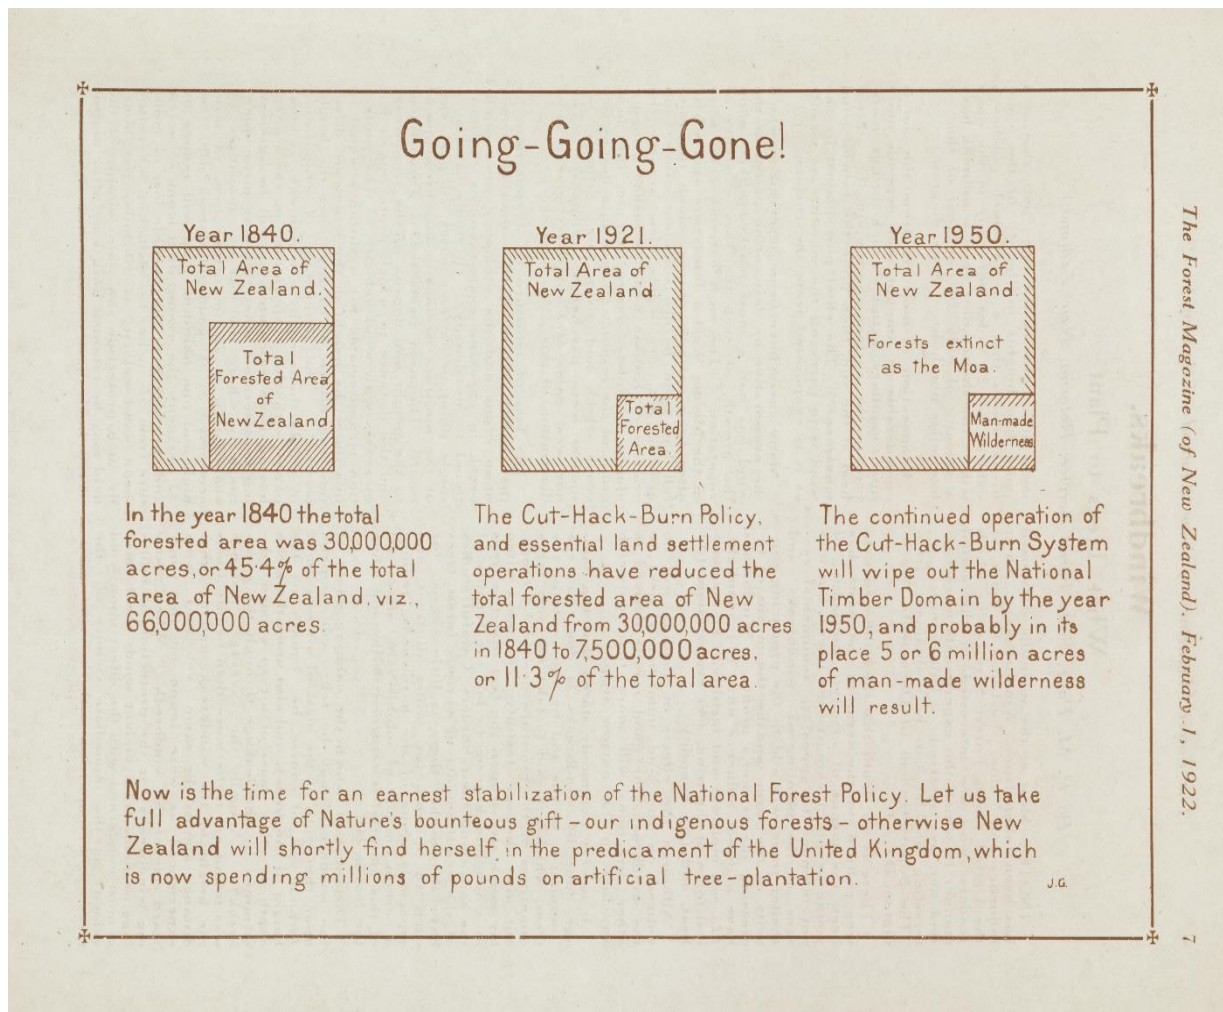 Going-Going-Gone!
Year 1840.
Total Area of
New Zealand.
Total
Forested Area
of
New Zealand
In the year 1840 the total
forested area was 30,000,000
acres, or 45·4% of the total
area of New Zealand, viz.,
66,000,000 acres.
Year 1921.
Total Area of
New Zealand.
Total
Forested
Area.
The Cut-Hack-Burn Policy,
and essential land settlement
operations have reduced the
total forested area of New
Zealand from 30,000,000 acres
in 1840 to 7,500,000 acres,
or 11·3% of the total area.
Year 1950.
Total Area of
New Zealand
Forests extinct
as the Moa.
Man-made
Wilderness
The continued operation of
the Cut-Hack-Burn System
will wipe out the National
Timber Domain by the year
1950, and probably in its
place 5 or 6 million acres
of man-made wilderness
will result.
Now is the time for an earnest stabilization of the National Forest Policy. Let us take
full advantage of Nature's bounteous gift - our indigenous forests - otherwise New
Zealand will shortly find herself in the predicament of the United Kingdom, which
is now spending millions of pounds on artificial tree-plantation.
J.G.
The Forest Magazine (of New Zealand). February 1, 1922.
7
Windbreaks.